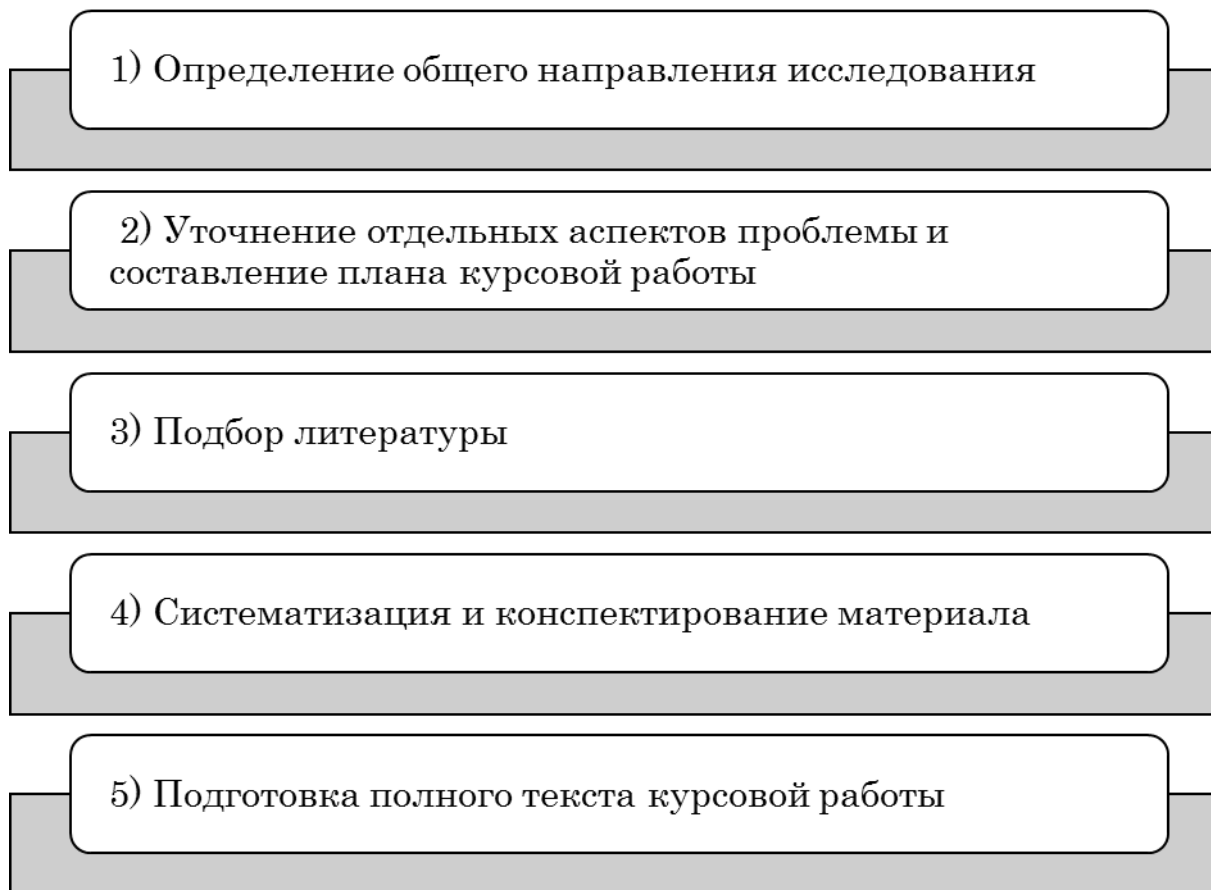 1) Определение общего направления исследования
2) Уточнение отдельных аспектов проблемы и
составление плана курсовой работы
3) Подбор литературы
4) Систематизация и конспектирование материала
5) Подготовка полного текста курсовой работы